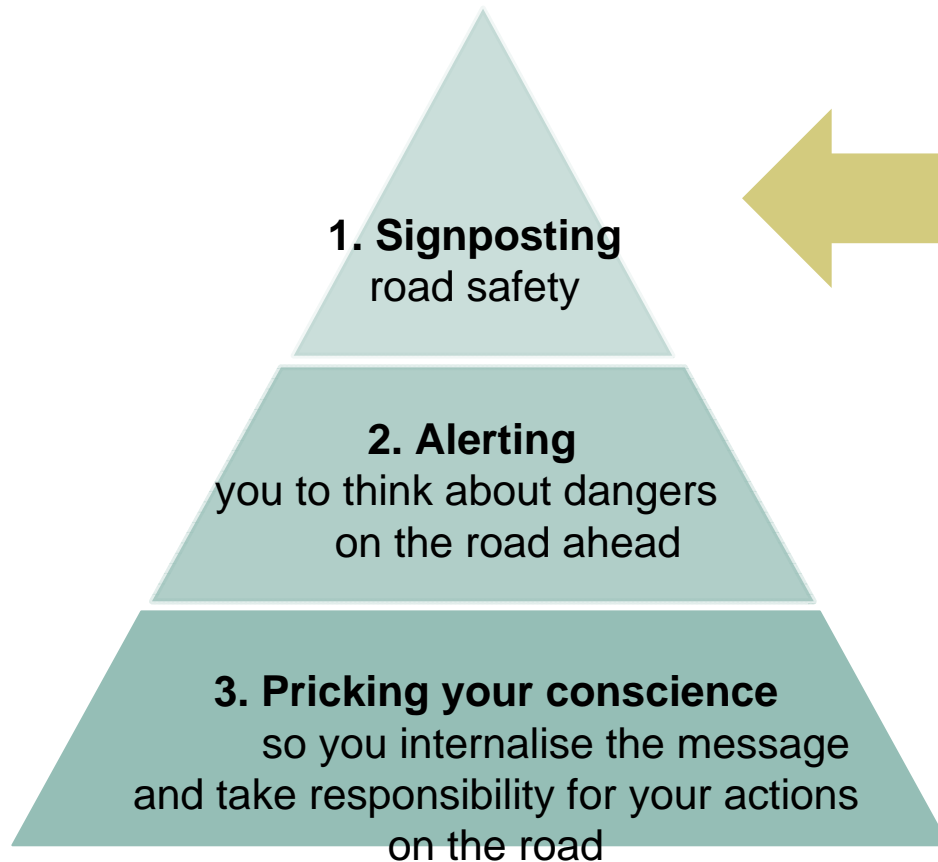 1. Signposting
road safety
2. Alerting
you to think about dangers
on the road ahead
3. Pricking your conscience
so you internalise the message
and take responsibility for your actions
on the road